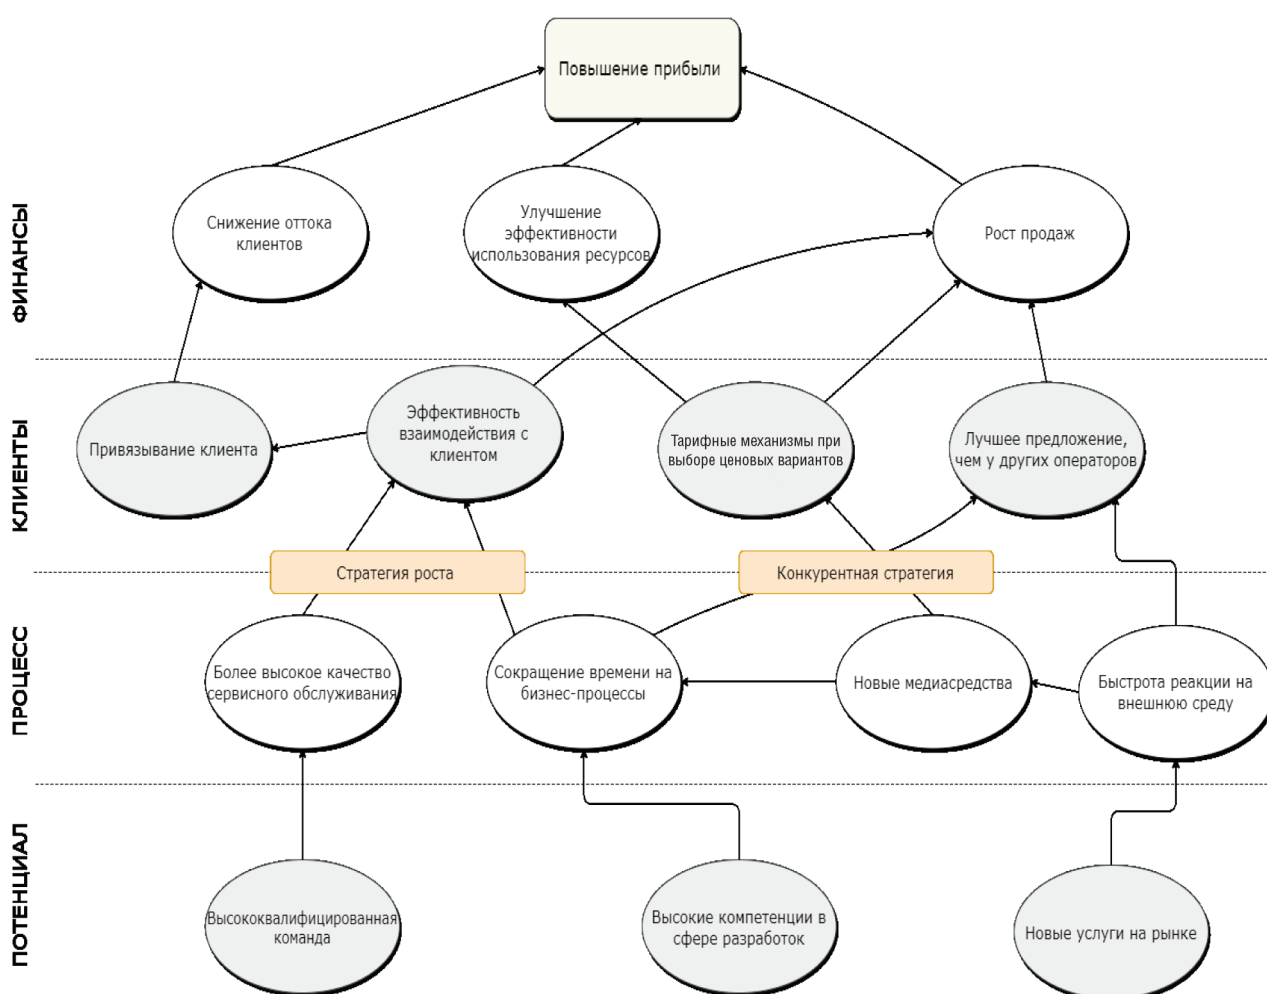 Повышение прибыли
ФИНАНСЫ
Снижение оттока
клиентов
Улучшение
эффективности
использования ресурсов
Рост продаж
КЛИЕНТЫ
Привязывание клиента
Эффективность
взаимодействия с
клиентом
Тарифные механизмы при
выборе ценовых вариантов
Лучшее предложение,
чем у других операторов
Стратегия роста
Конкурентная стратегия
ПРОЦЕСС
Более высокое качество
сервисного обслуживания
Сокращение времени на
бизнес-процессы
Новые медиасредства
Быстрота реакции на
внешнюю среду
ПОТЕНЦИАЛ
Высококвалифицированная
команда
Высокие компетенции в
сфере разработок
Новые услуги на рынке